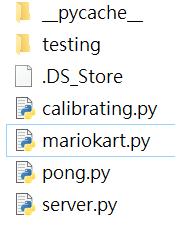 __pycache__
testing
.DS_Store
calibrating.py
mariokart.py
pong.py
server.py